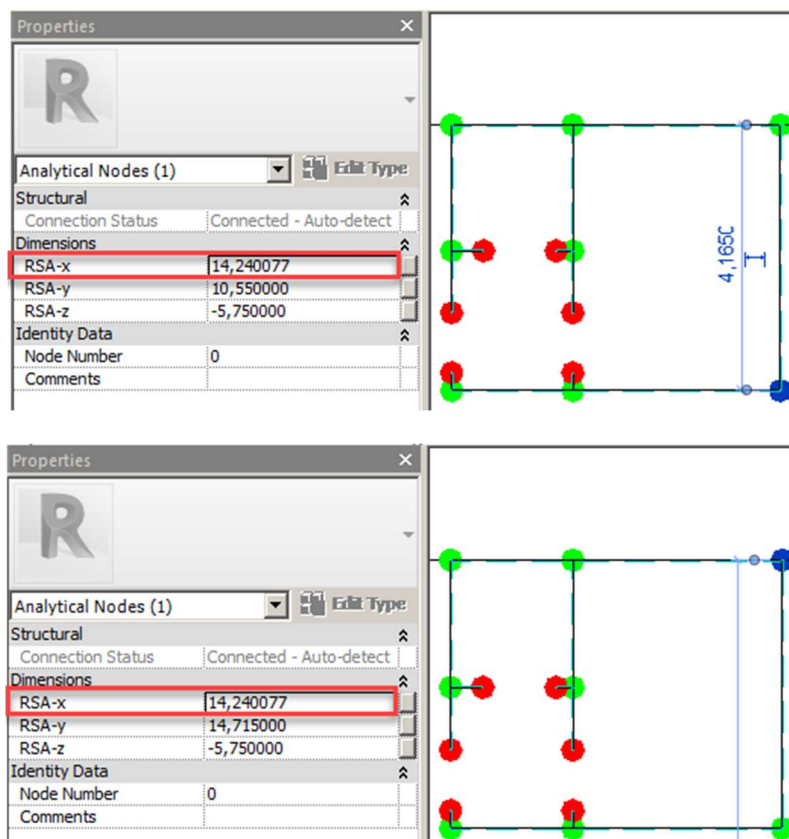 Properties
R
Analytical Nodes (1) Edit Type
Structural
Connection Status Connected - Auto-detect
Dimensions
RSA-x 14,240077
RSA-y 10,550000
RSA-z -5,750000
Identity Data
Node Number 0
Comments
4,1650
Properties
R
Analytical Nodes (1) Edit Type
Structural
Connection Status Connected - Auto-detect
Dimensions
RSA-x 14,240077
RSA-y 14,715000
RSA-z -5,750000
Identity Data
Node Number 0
Comments